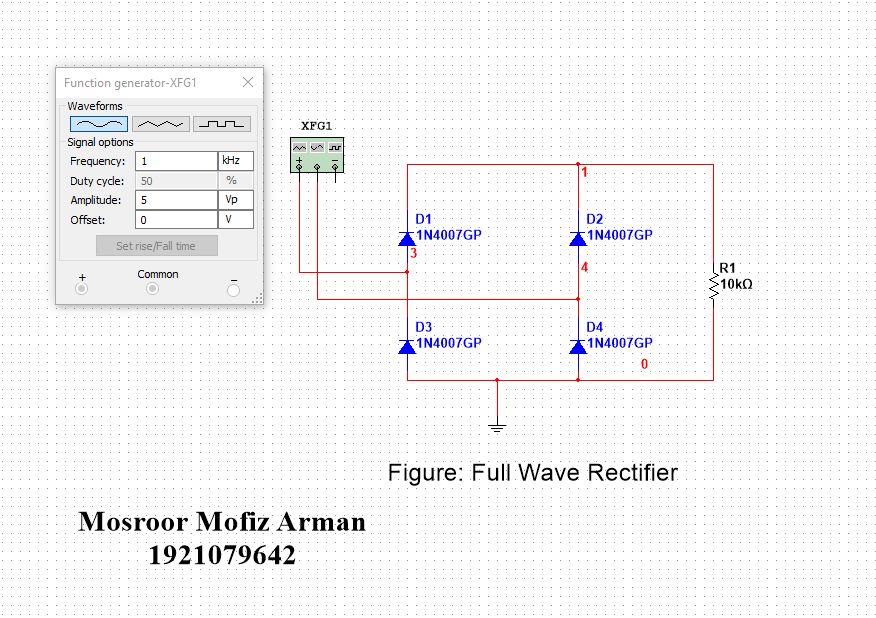 Function generator-XFG1
Waveforms
Signal options
Frequency: 1 kHz
Duty cycle: 50 %
Amplitude: 5 Vp
Offset: 0 V
Set rise/Fall time
+ Common −
XFG1
+ −
1
D1
1N4007GP
D2
1N4007GP
3
4
R1
10kΩ
D3
1N4007GP
D4
1N4007GP
0
Figure: Full Wave Rectifier
Mosroor Mofiz Arman
1921079642